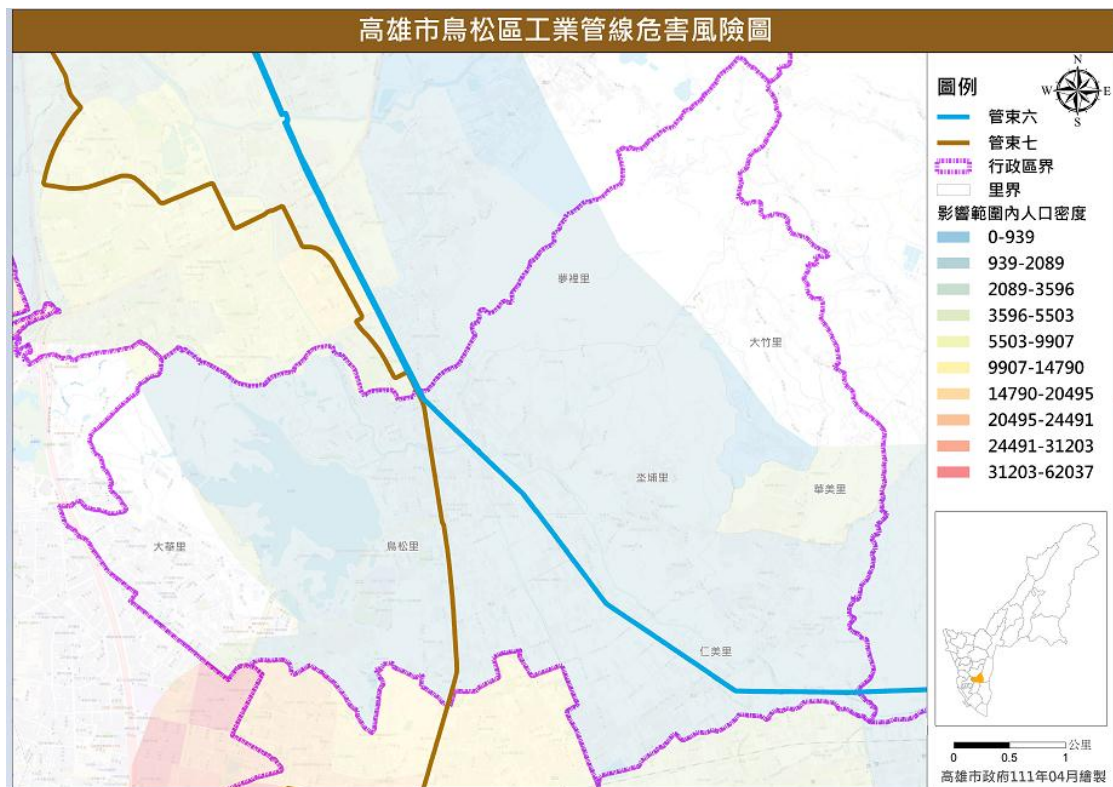 高雄市鳥松區工業管線危害風險圖
圖例
N
W
E
S
管束六
管束七
行政區界
里界
影響範圍內人口密度
0-939
939-2089
2089-3596
3596-5503
5503-9907
9907-14790
14790-20495
20495-24491
24491-31203
31203-62037
夢裡里
大竹里
坔埔里
華美里
大華里
鳥松里
仁美里
公里
0
0.5
1
高雄市政府111年04月繪製